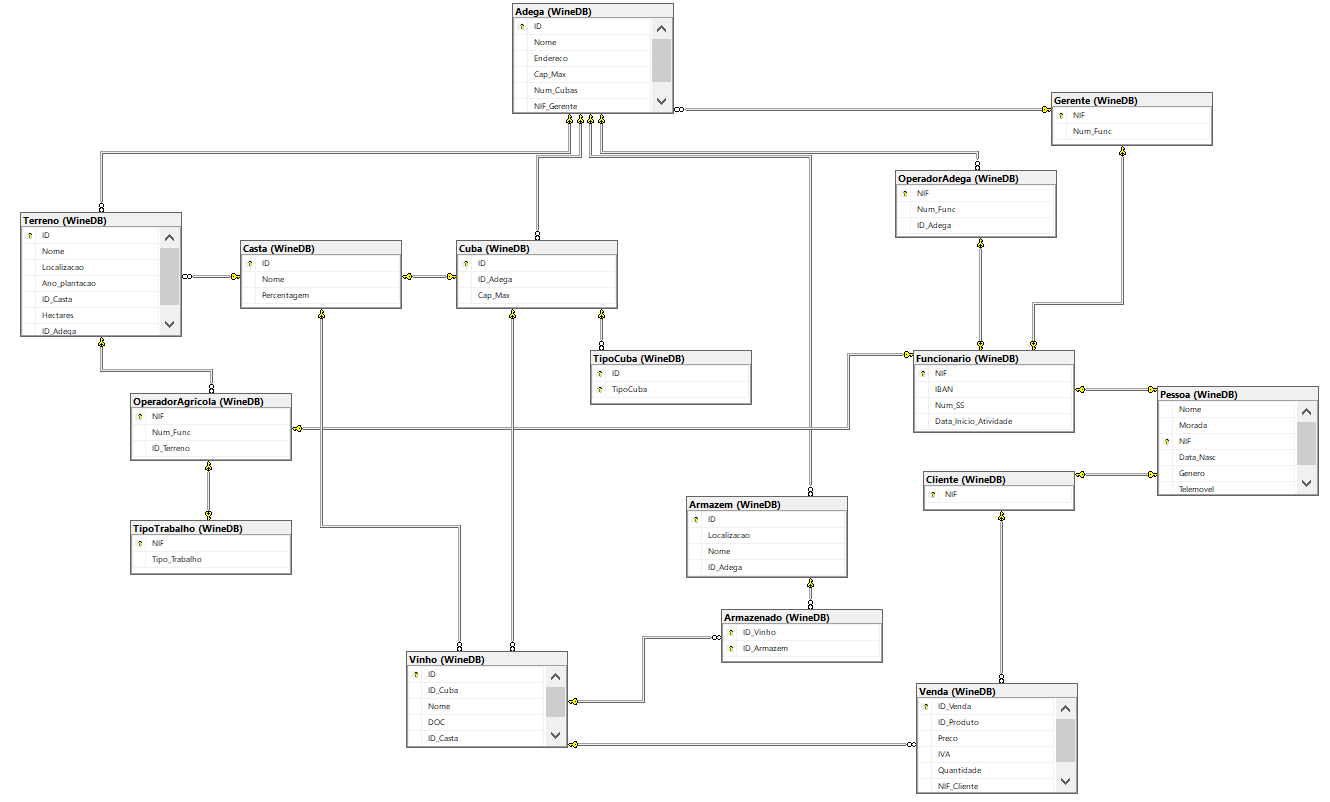 Adega (WineDB)
ID
Nome
Endereco
Cap_Max
Num_Cubas
NIF_Gerente
Gerente (WineDB)
NIF
Num_Func
OperadorAdega (WineDB)
NIF
Num_Func
ID_Adega
Terreno (WineDB)
ID
Nome
Localizacao
Ano_plantacao
ID_Casta
Hectares
ID_Adega
Casta (WineDB)
ID
Nome
Percentagem
Cuba (WineDB)
ID
ID_Adega
Cap_Max
TipoCuba (WineDB)
ID
TipoCuba
Funcionario (WineDB)
NIF
IBAN
Num_SS
Data_Inicio_Atividade
Pessoa (WineDB)
Nome
Morada
NIF
Data_Nasc
Genero
Telemovel
OperadorAgricola (WineDB)
NIF
Num_Func
ID_Terreno
Cliente (WineDB)
NIF
TipoTrabalho (WineDB)
NIF
Tipo_Trabalho
Armazem (WineDB)
ID
Localizacao
Nome
ID_Adega
Armazenado (WineDB)
ID_Vinho
ID_Armazem
Vinho (WineDB)
ID
ID_Cuba
Nome
DOC
ID_Casta
Venda (WineDB)
ID_Venda
ID_Produto
Preco
IVA
Quantidade
NIF_Cliente